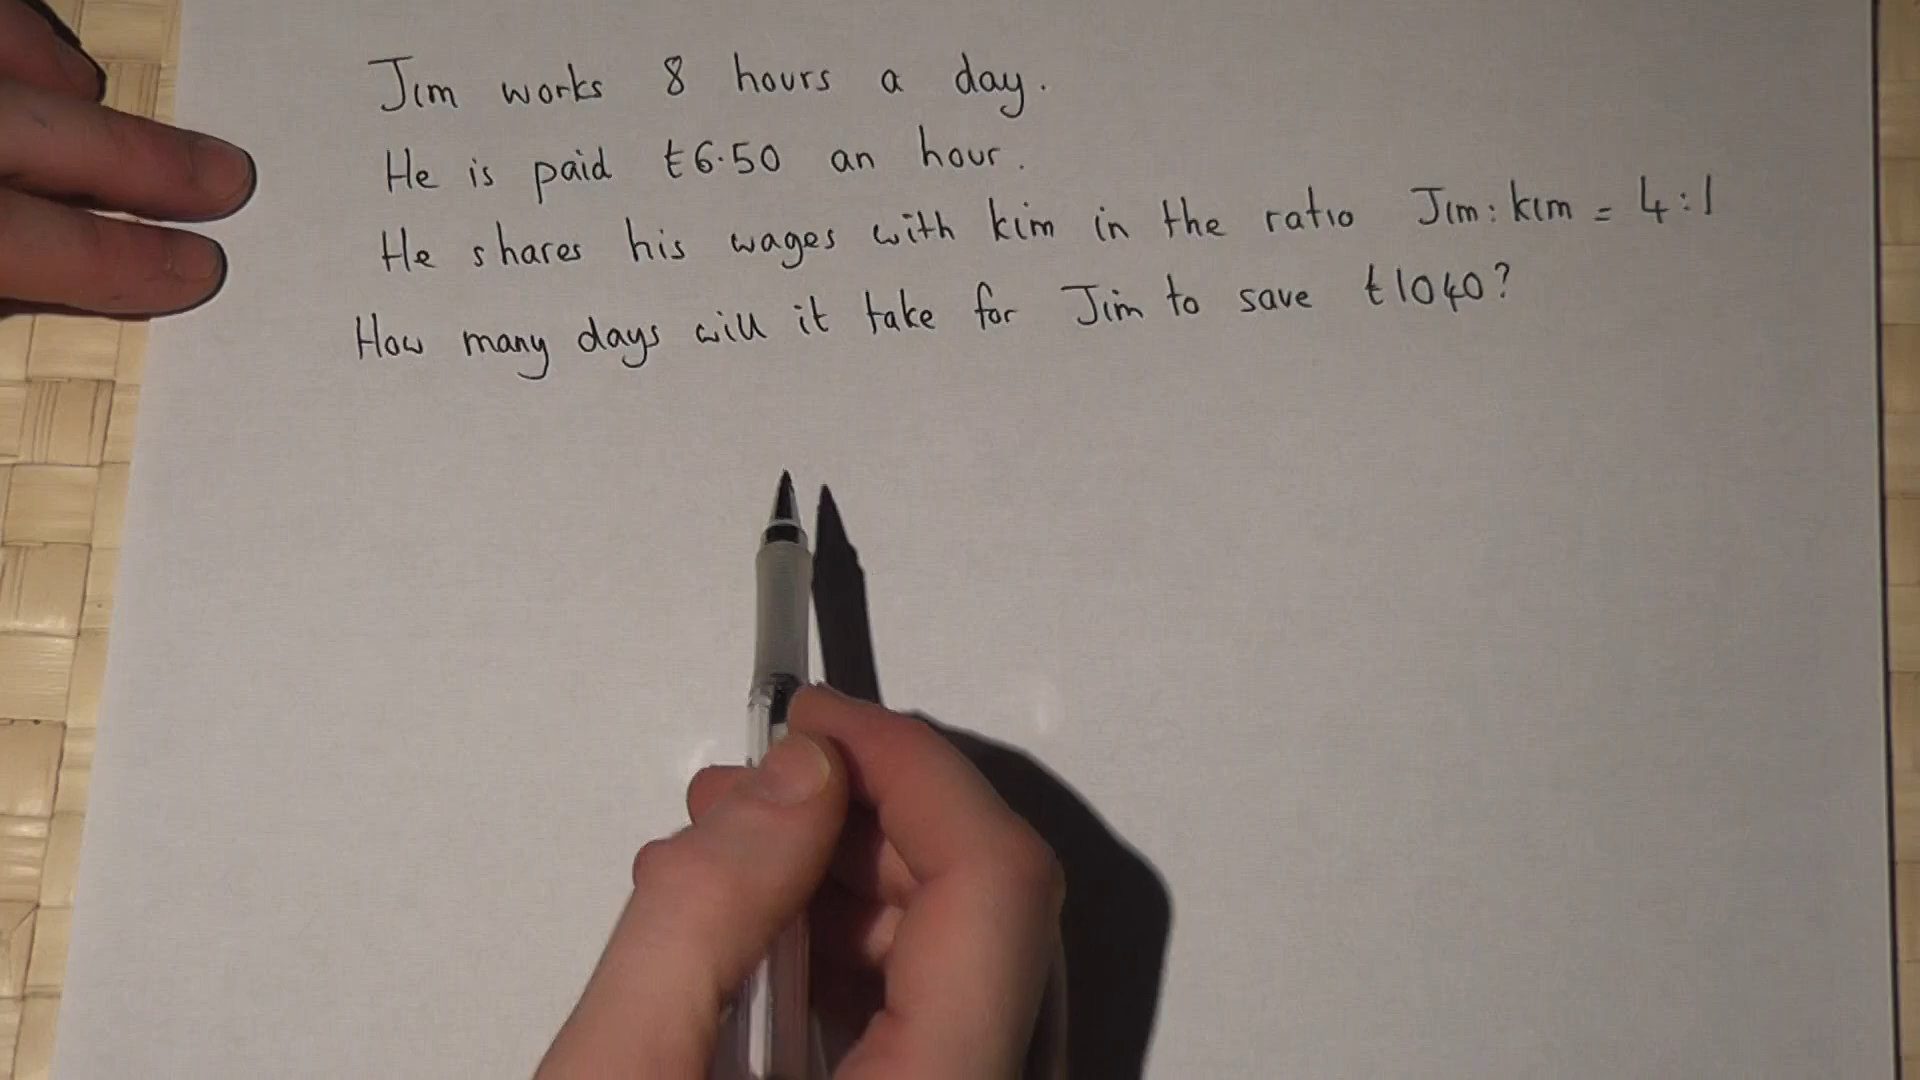 Jim works 8 hours a day.
He is paid £6.50 an hour.
He shares his wages with kim in the ratio Jim : kim = 4 : 1
How many days will it take for Jim to save £1040?